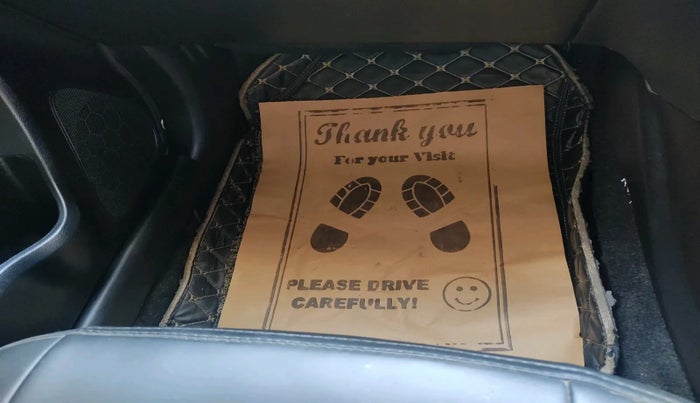 Thank you
For your Visit
PLEASE DRIVE
CAREFULLY!